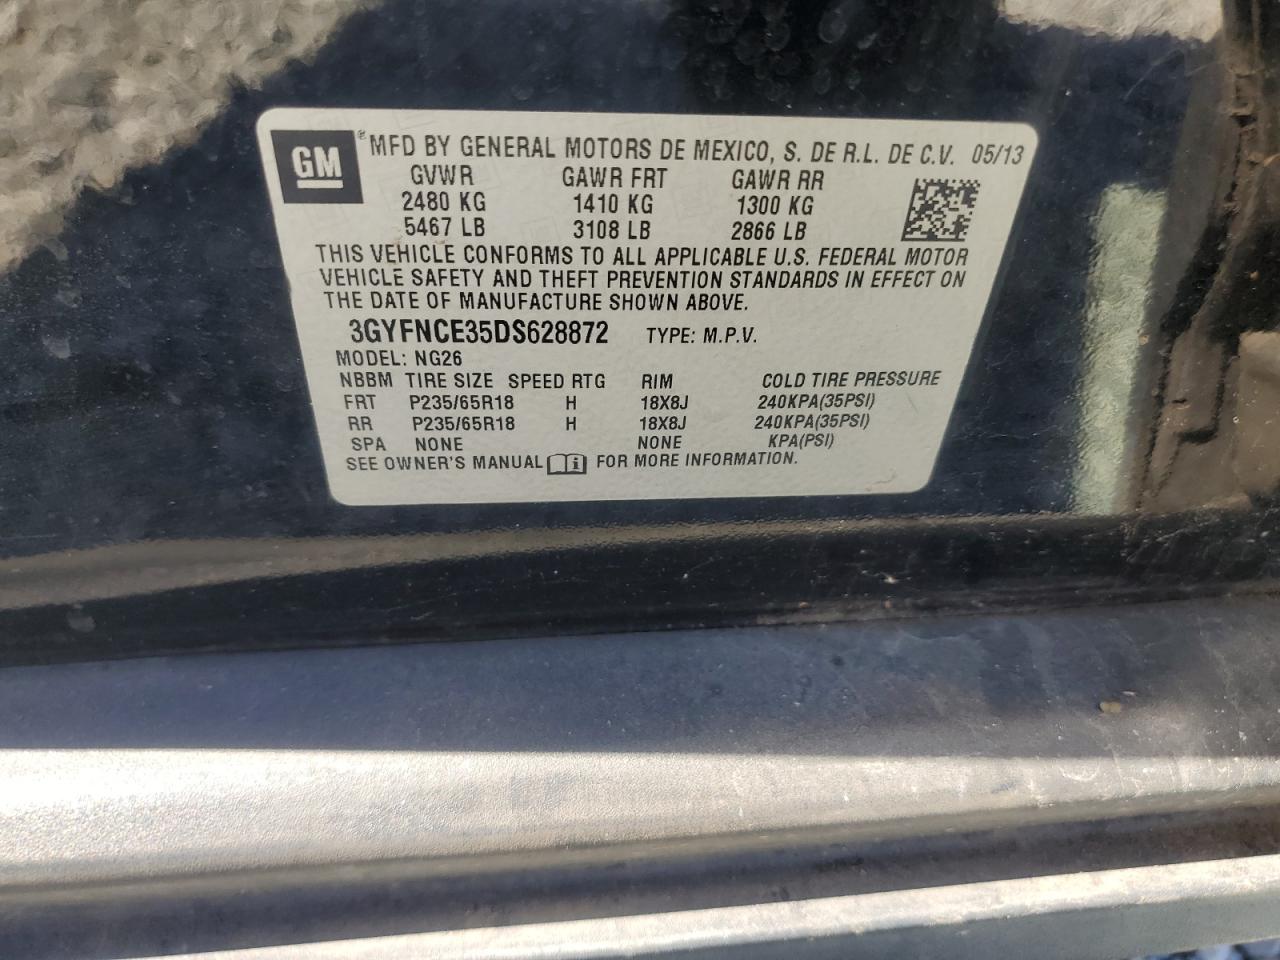 GM ® MFD BY GENERAL MOTORS DE MEXICO, S. DE R.L. DE C.V. 05/13
GVWR GAWR FRT GAWR RR
2480 KG 1410 KG 1300 KG
5467 LB 3108 LB 2866 LB
THIS VEHICLE CONFORMS TO ALL APPLICABLE U.S. FEDERAL MOTOR
VEHICLE SAFETY AND THEFT PREVENTION STANDARDS IN EFFECT ON
THE DATE OF MANUFACTURE SHOWN ABOVE.
3GYFNCE35DS628872 TYPE: M.P.V.
MODEL: NG26
NBBM TIRE SIZE SPEED RTG RIM COLD TIRE PRESSURE
FRT P235/65R18 H 18X8J 240KPA(35PSI)
RR P235/65R18 H 18X8J 240KPA(35PSI)
SPA NONE NONE KPA(PSI)
SEE OWNER'S MANUAL i FOR MORE INFORMATION.